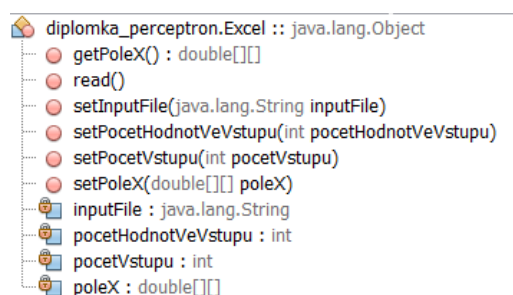 diplomka_perceptron.Excel :: java.lang.Object
getPoleX() : double[][]
read()
setInputFile(java.lang.String inputFile)
setPocetHodnotVeVstupu(int pocetHodnotVeVstupu)
setPocetVstupu(int pocetVstupu)
setPoleX(double[][] poleX)
inputFile : java.lang.String
pocetHodnotVeVstupu : int
pocetVstupu : int
poleX : double[][]